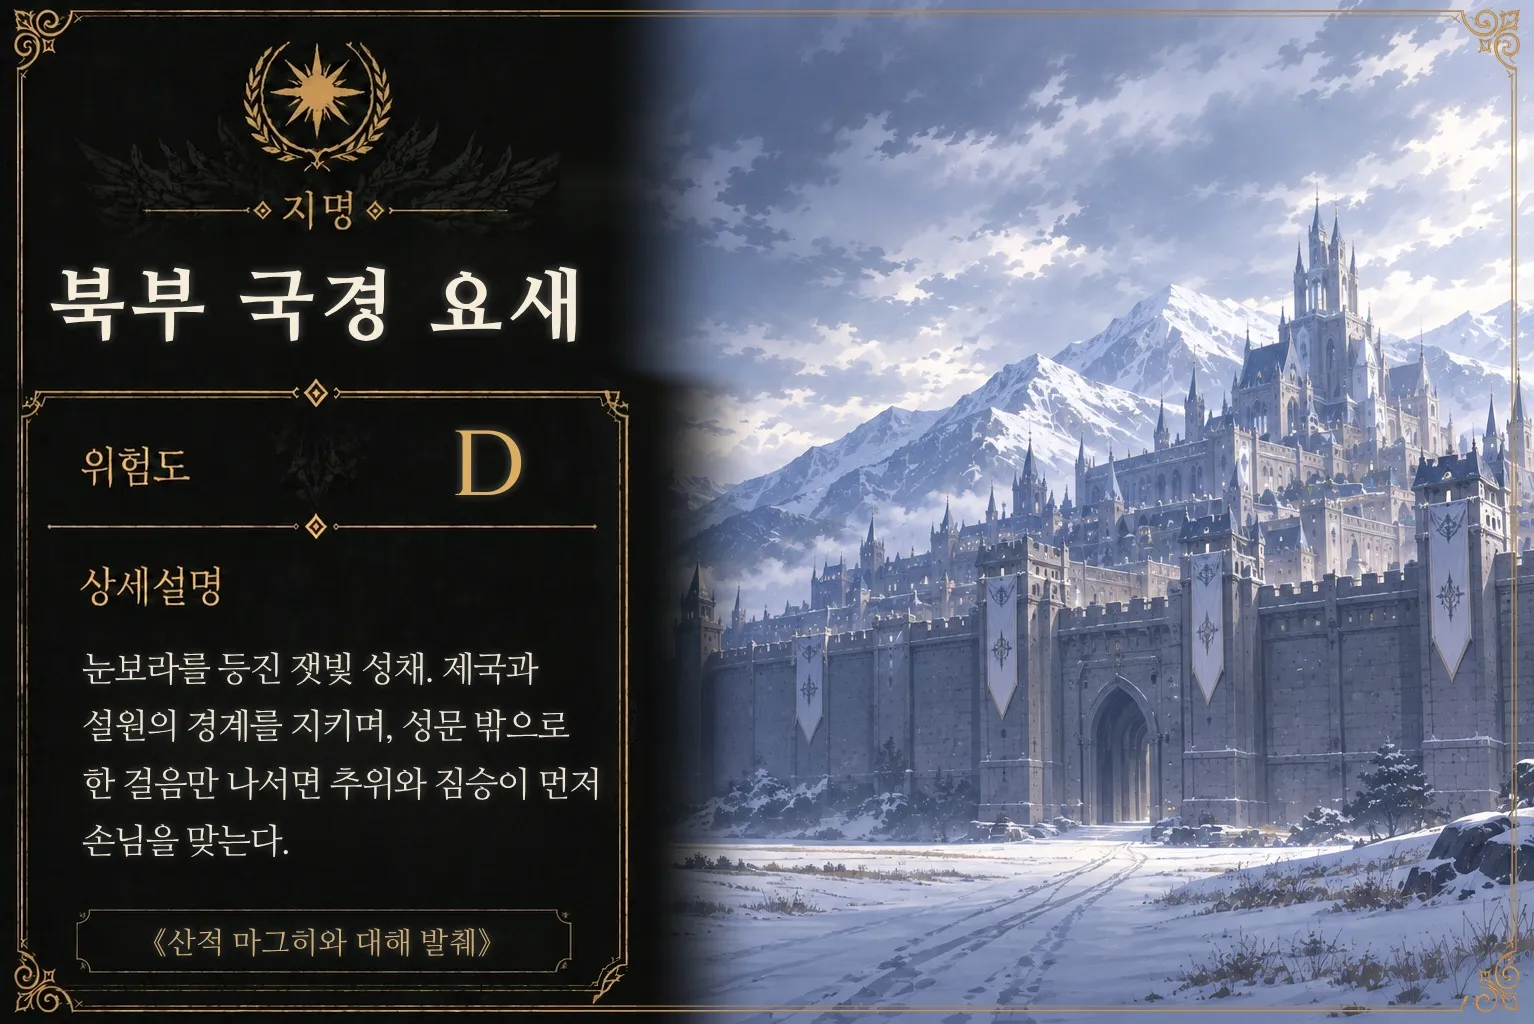 지명
북부 국경 요새
위험도 D
상세설명
눈보라를 등진 잿빛 성채. 제국과
설원의 경계를 지키며, 성문 밖으로
한 걸음만 나서면 추위와 짐승이 먼저
손님을 맞는다.
《산적 마그히와 대해 발췌》